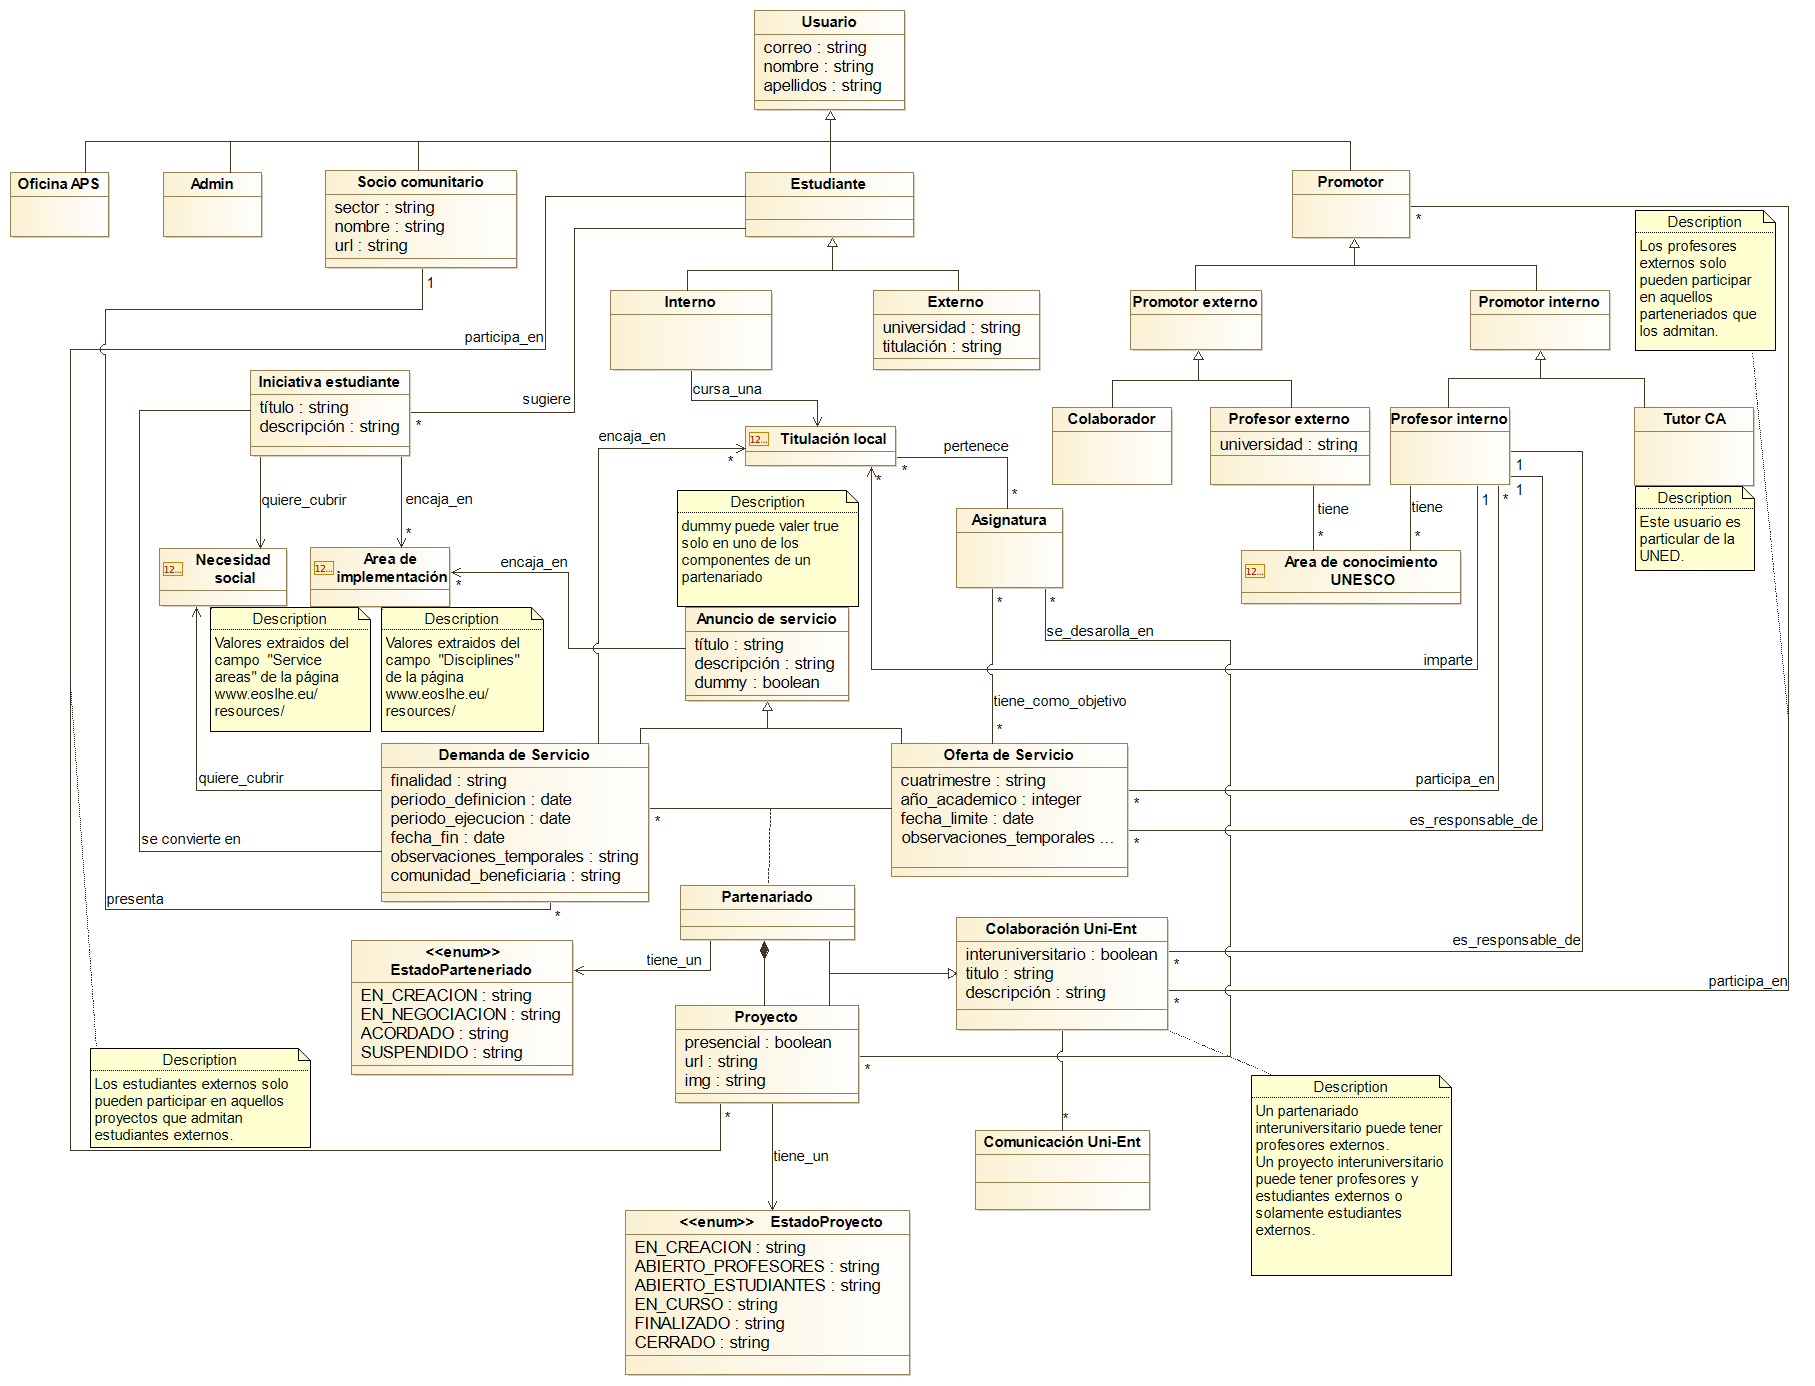 Usuario
correo : string
nombre : string
apellidos : string
Oficina APS
Admin
Socio comunitario
sector : string
nombre : string
url : string
1
Estudiante
Promotor
*
Description
Los profesores
externos solo
pueden participar
en aquellos
parteneriados que
los admitan.
Interno
Externo
universidad : string
titulación : string
Promotor externo
Promotor interno
participa_en
Iniciativa estudiante
título : string
descripción : string
sugiere
*
cursa_una
Colaborador
Profesor externo
universidad : string
Profesor interno
Tutor CA
encaja_en
*
12...
Titulación local
*
*
pertenece
*
1
1
1
*
quiere_cubrir
encaja_en
*
Description
dummy puede valer true
solo en uno de los
componentes de un
partenariado
Asignatura
*
*
tiene
*
tiene
*
Description
Este usuario es
particular de la
UNED.
12...
Necesidad
social
12...
Area de
implementación
encaja_en
*
12...
Area de conocimiento
UNESCO
Description
Valores extraidos del
campo "Service
areas" de la página
www.eoslhe.eu/
resources/
Description
Valores extraidos del
campo "Disciplines"
de la página
www.eoslhe.eu/
resources/
Anuncio de servicio
título : string
descripción : string
dummy : boolean
se_desarolla_en
imparte
tiene_como_objetivo
*
Demanda de Servicio
finalidad : string
periodo_definicion : date
periodo_ejecucion : date
fecha_fin : date
observaciones_temporales : string
comunidad_beneficiaria : string
*
*
Oferta de Servicio
cuatrimestre : string
año_academico : integer
fecha_limite : date
observaciones_temporales ...
*
*
participa_en
es_responsable_de
quiere_cubrir
se convierte en
presenta
Partenariado
<<enum>>
EstadoParteneriado
EN_CREACION : string
EN_NEGOCIACION : string
ACORDADO : string
SUSPENDIDO : string
tiene_un
Colaboración Uni-Ent
interuniversitario : boolean
titulo : string
descripción : string
*
*
es_responsable_de
participa_en
Proyecto
presencial : boolean
url : string
img : string
*
*
Description
Los estudiantes externos solo
pueden participar en aquellos
proyectos que admitan
estudiantes externos.
Description
Un partenariado
interuniversitario puede tener
profesores externos.
Un proyecto interuniversitario
puede tener profesores y
estudiantes externos o
solamente estudiantes
externos.
*
Comunicación Uni-Ent
tiene_un
<<enum>> EstadoProyecto
EN_CREACION : string
ABIERTO_PROFESORES : string
ABIERTO_ESTUDIANTES : string
EN_CURSO : string
FINALIZADO : string
CERRADO : string